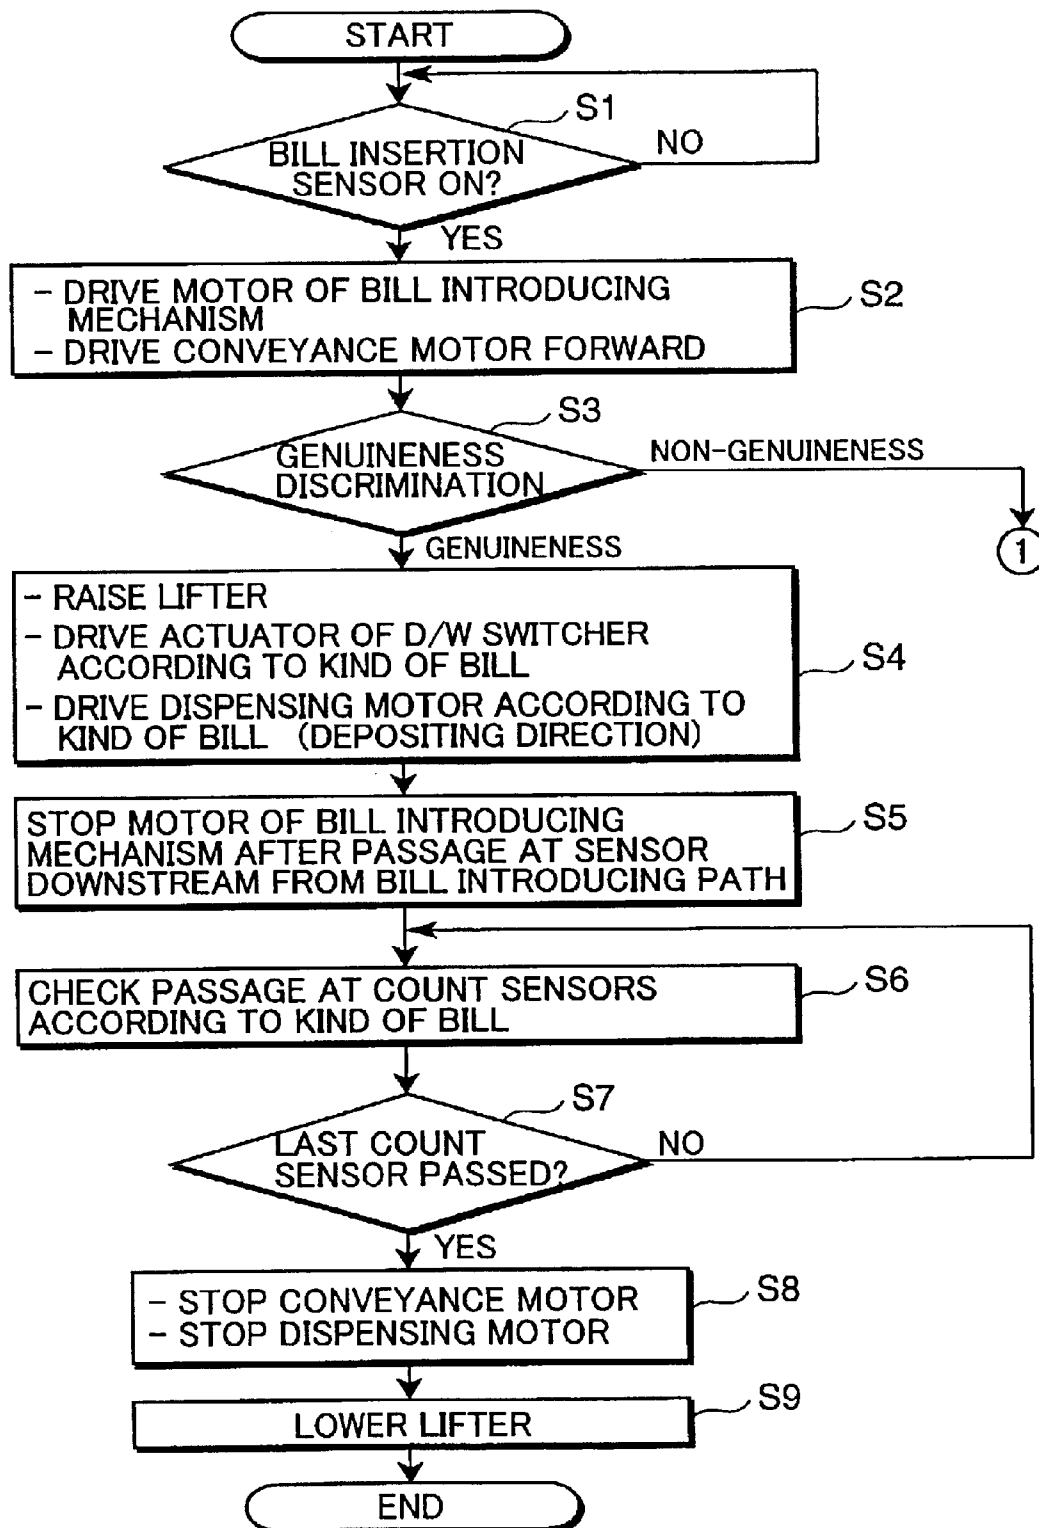 START
S1
BILL INSERTION
SENSOR ON?
NO
YES
- DRIVE MOTOR OF BILL INTRODUCING
MECHANISM
- DRIVE CONVEYANCE MOTOR FORWARD
S2
S3
GENUINENESS
DISCRIMINATION
NON-GENUINENESS
1
GENUINENESS
- RAISE LIFTER
- DRIVE ACTUATOR OF D/W SWITCHER
ACCORDING TO KIND OF BILL
- DRIVE DISPENSING MOTOR ACCORDING TO
KIND OF BILL (DEPOSITING DIRECTION)
S4
STOP MOTOR OF BILL INTRODUCING
MECHANISM AFTER PASSAGE AT SENSOR
DOWNSTREAM FROM BILL INTRODUCING PATH
S5
CHECK PASSAGE AT COUNT SENSORS
ACCORDING TO KIND OF BILL
S6
S7
LAST COUNT
SENSOR PASSED?
NO
YES
- STOP CONVEYANCE MOTOR
- STOP DISPENSING MOTOR
S8
LOWER LIFTER
S9
END